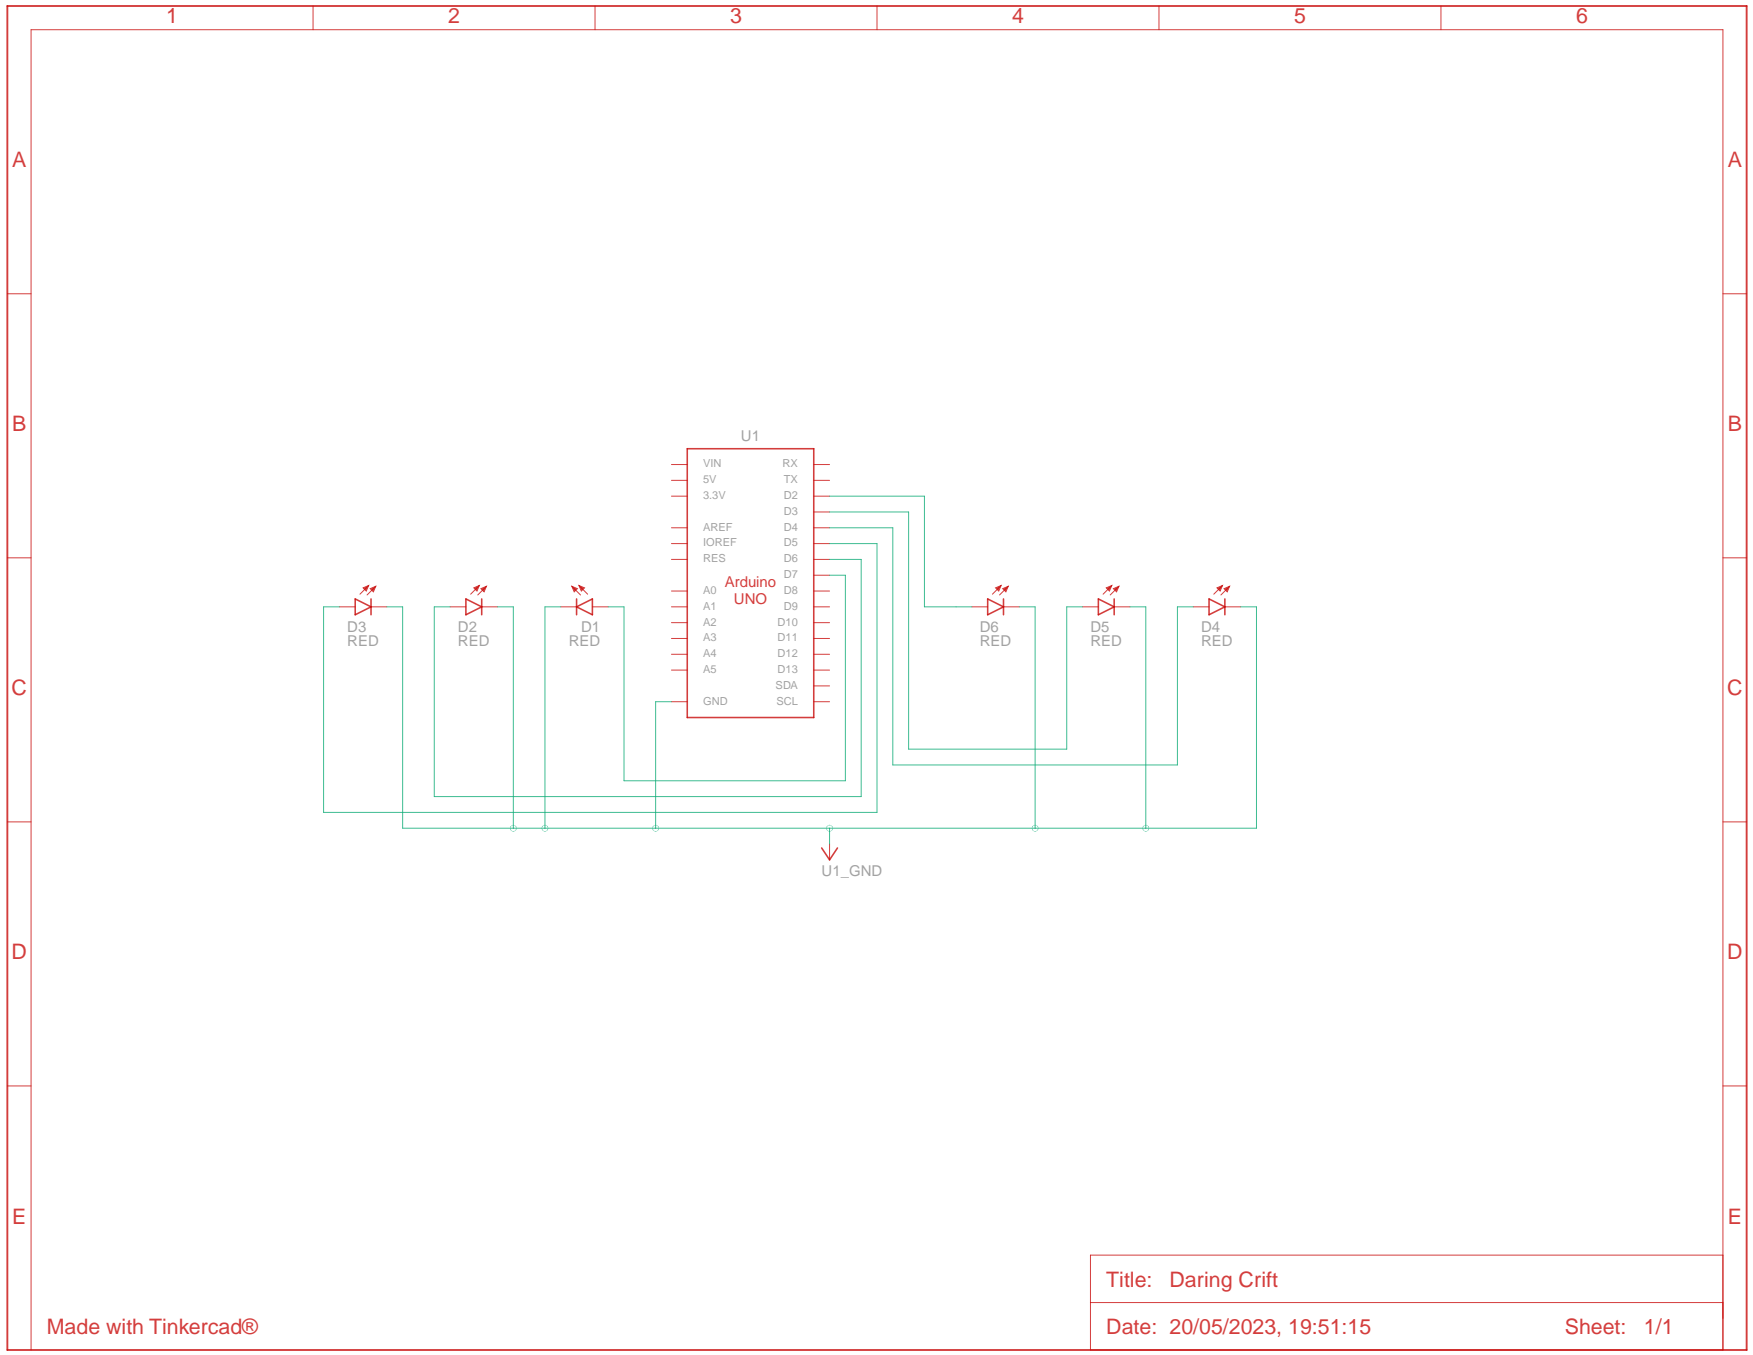 1 2 3 4 5 6
A A
B B
U1
VIN RX
5V TX
3.3V D2
D3
AREF D4
IOREF D5
RES D6
D7
Arduino
UNO
A0 D8
A1 D9
A2 D10
A3 D11
A4 D12
A5 D13
SDA
GND SCL
D3 D2 D1 D6 D5 D4
RED RED RED RED RED RED
C C
U1_GND
D D
E E
Title: Daring Crift
Made with Tinkercad®
Date: 20/05/2023, 19:51:15 Sheet: 1/1